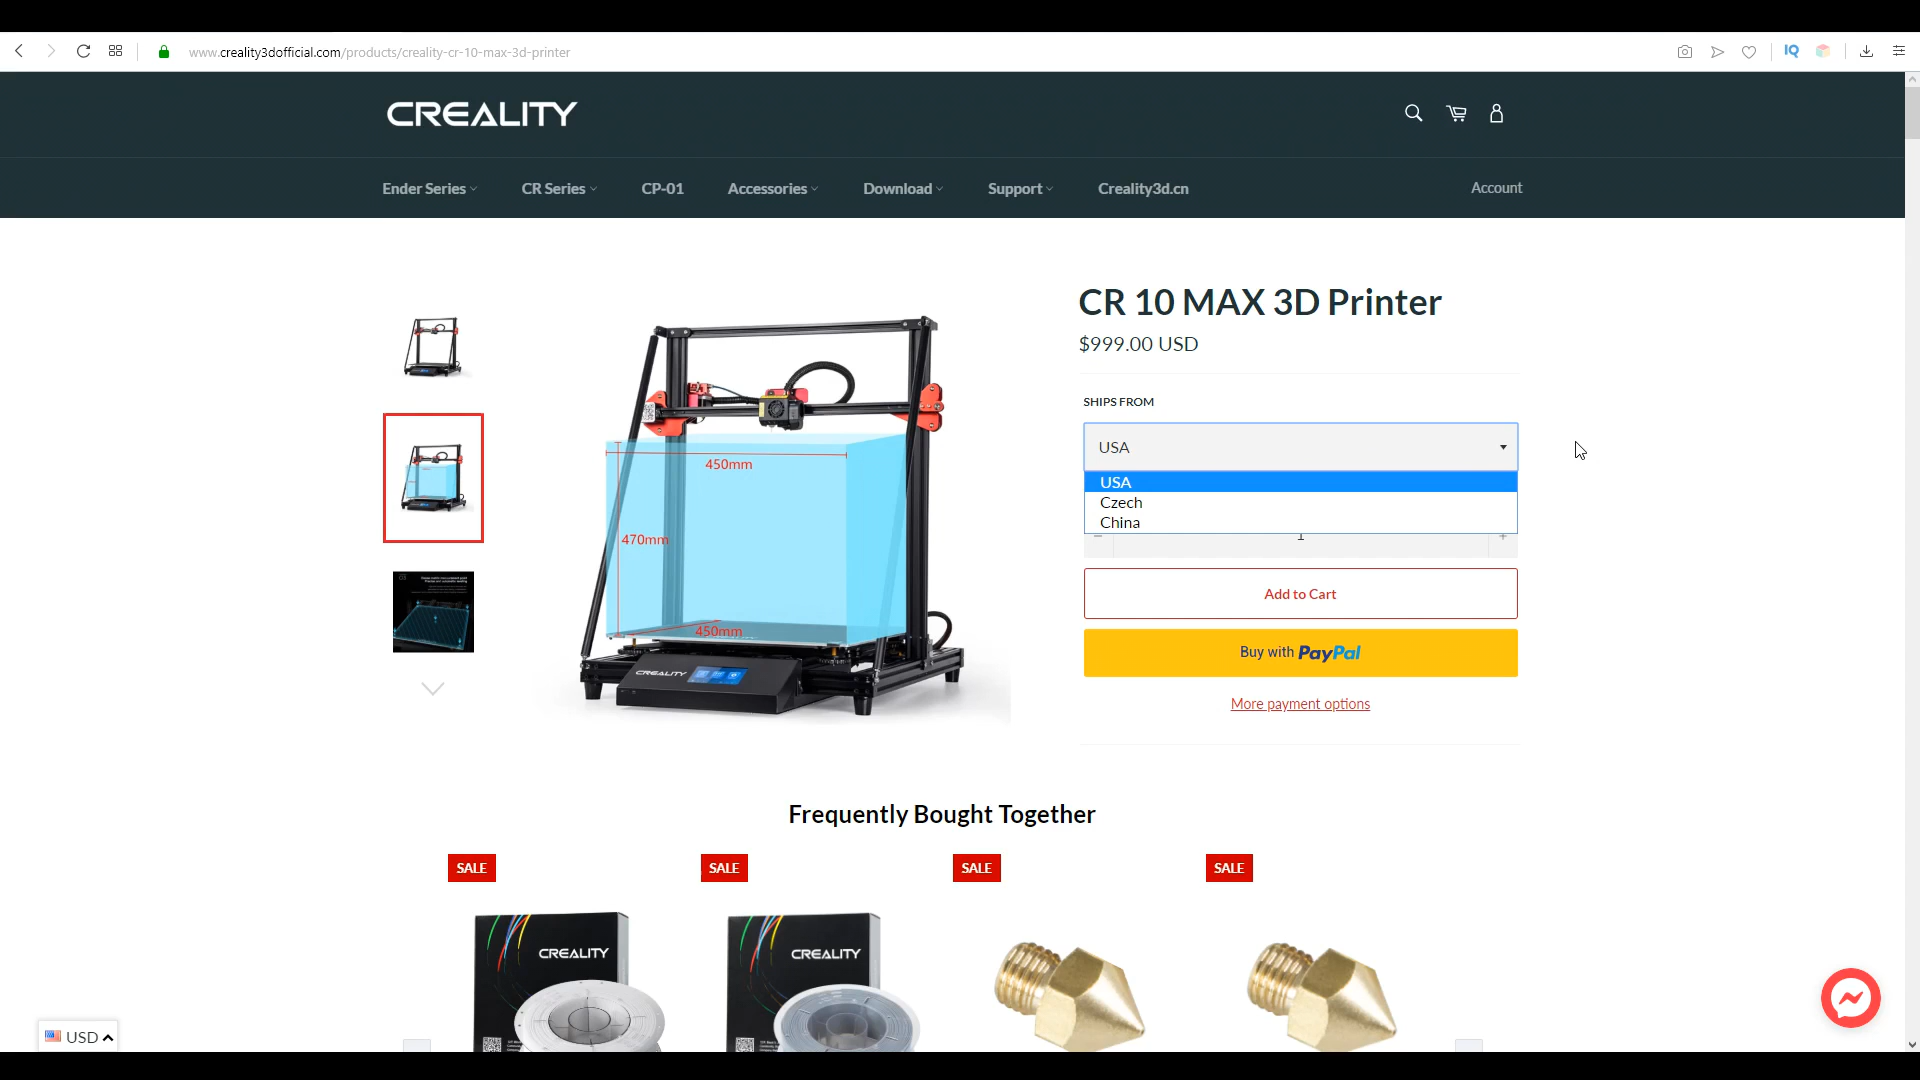 www.creality3dofficial.com/products/creality-cr-10-max-3d-printer
IQ
CREALITY
Ender Series
CR Series
CP-01
Accessories
Download
Support
Creality3d.cn
Account
CR 10 MAX 3D Printer
$999.00 USD
SHIPS FROM
USA
USA
Czech
China
1
Add to Cart
Buy with PayPal
More payment options
450mm
470mm
450mm
CREALITY
Frequently Bought Together
SALE
SALE
SALE
SALE
CREALITY
CREALITY
USD